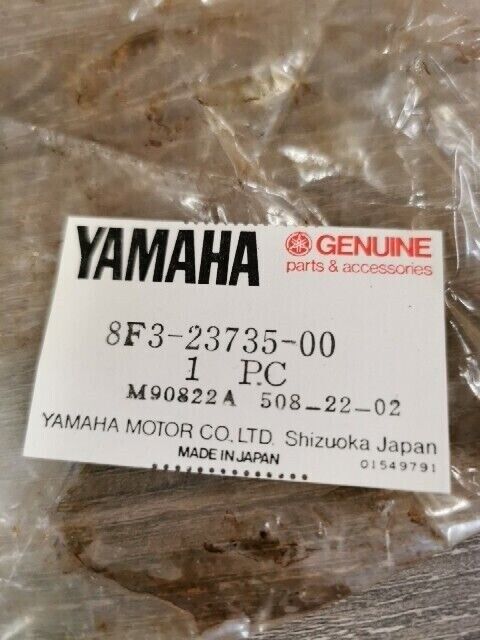 YAMAHA
GENUINE
parts & accessories
8F3-23735-00
1 PC
M90822A 508-22-02
YAMAHA MOTOR CO., LTD. Shizuoka Japan
MADE IN JAPAN
01549791